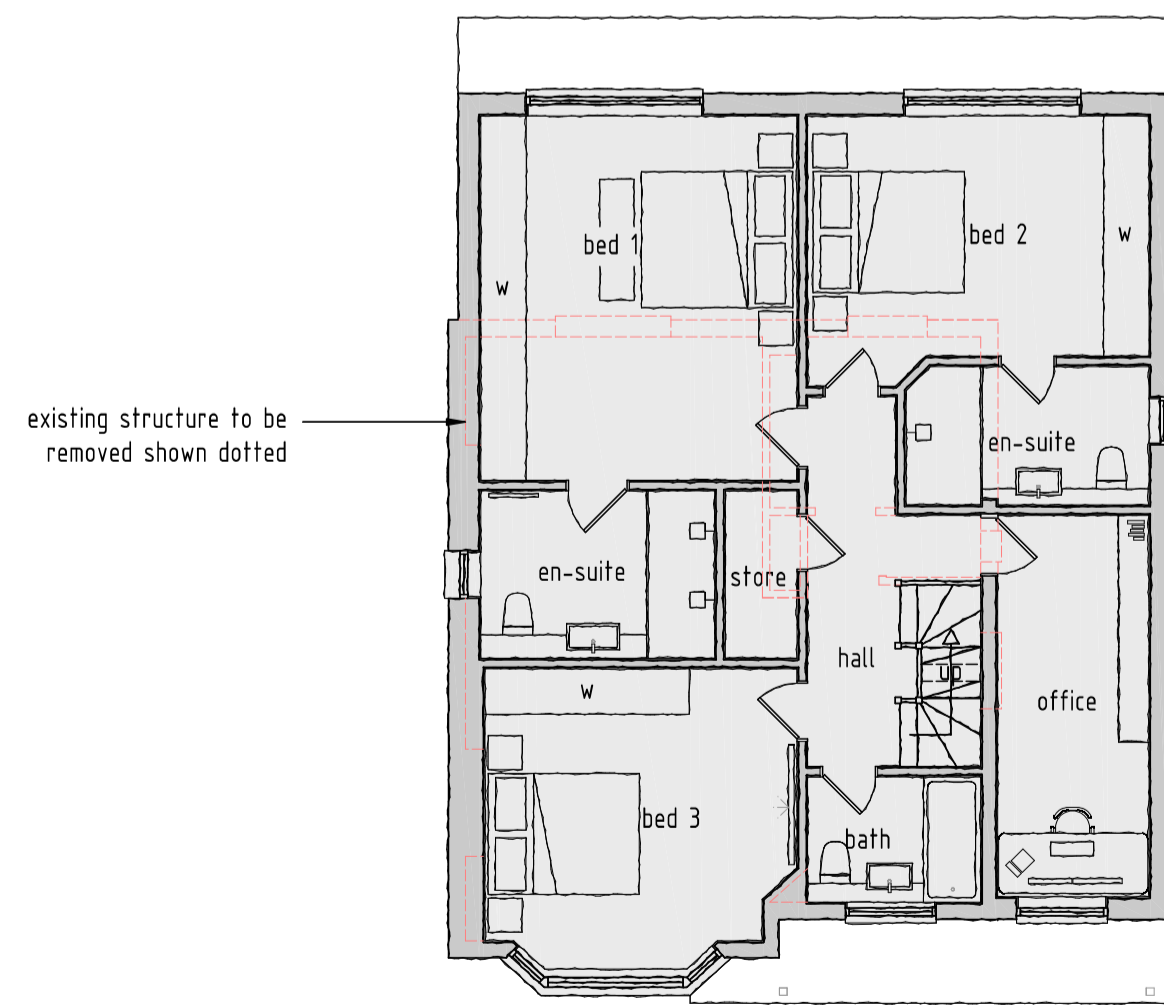 bed 1
bed 2
w
w
existing structure to be
removed shown dotted
en-suite
en-suite
store
hall
up
w
office
bed 3
bath